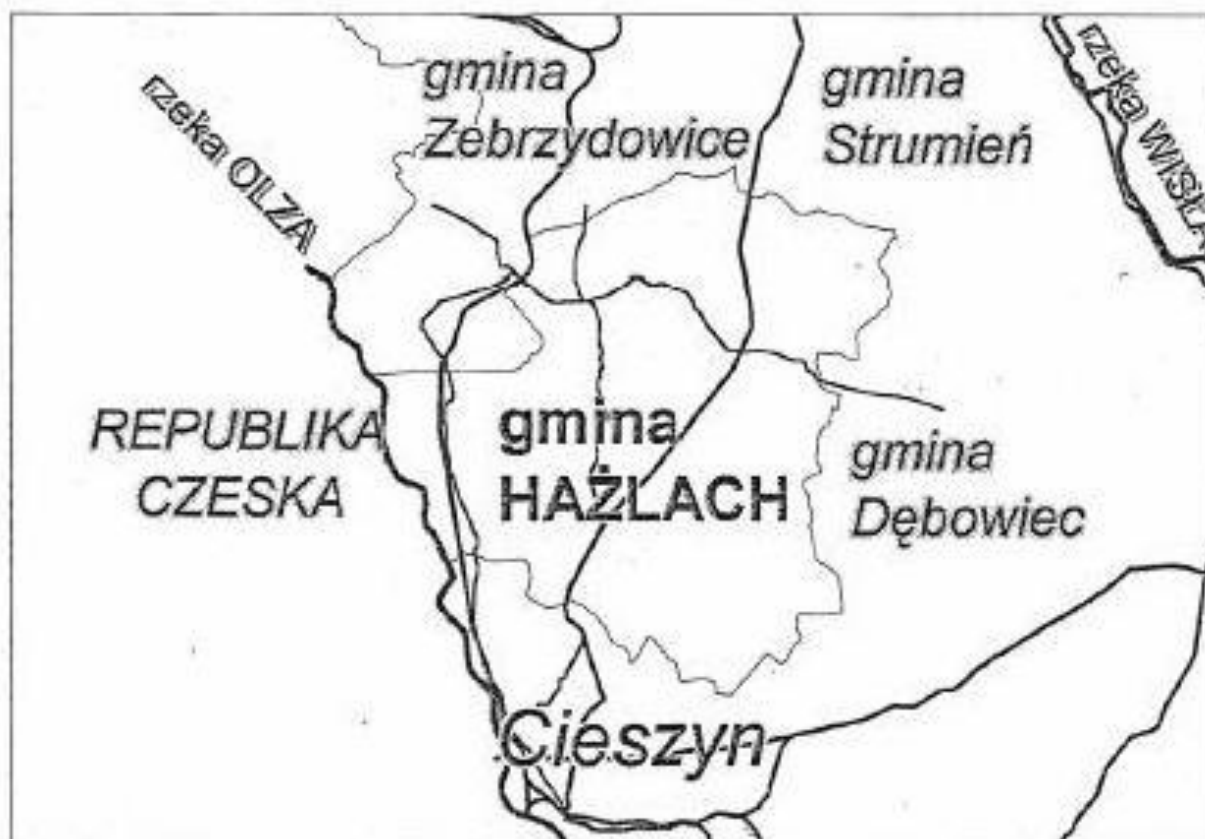 gmina
Zebrzydowice
gmina
Strumień
rzeka OLZA
rzeka WISŁA
REPUBLIKA
CZESKA
gmina
HAŻLACH
gmina
Dębowiec
Cieszyn